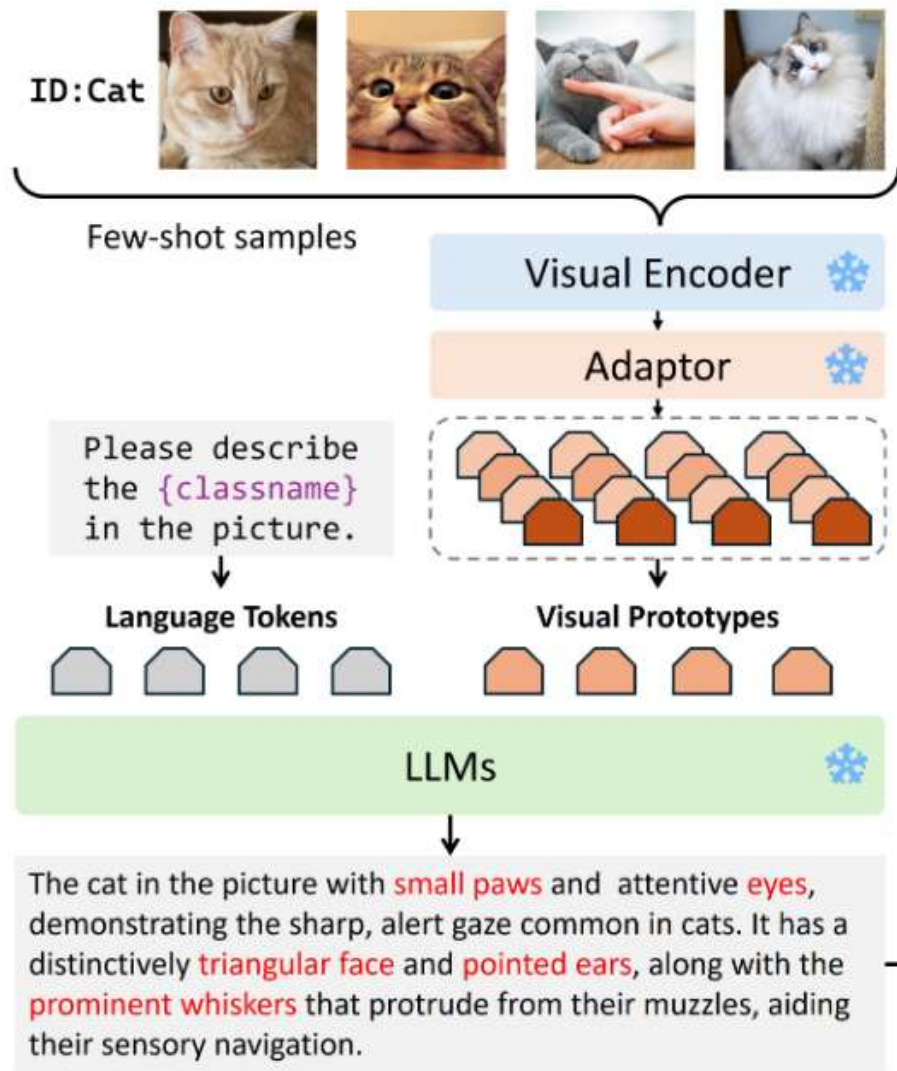 ID:Cat
Few-shot samples
Visual Encoder
Adaptor
Please describe
the {classname}
in the picture.
Language Tokens
Visual Prototypes
LLMs
The cat in the picture with small paws and attentive eyes,
demonstrating the sharp, alert gaze common in cats. It has a
distinctively triangular face and pointed ears, along with the
prominent whiskers that protrude from their muzzles, aiding
their sensory navigation.